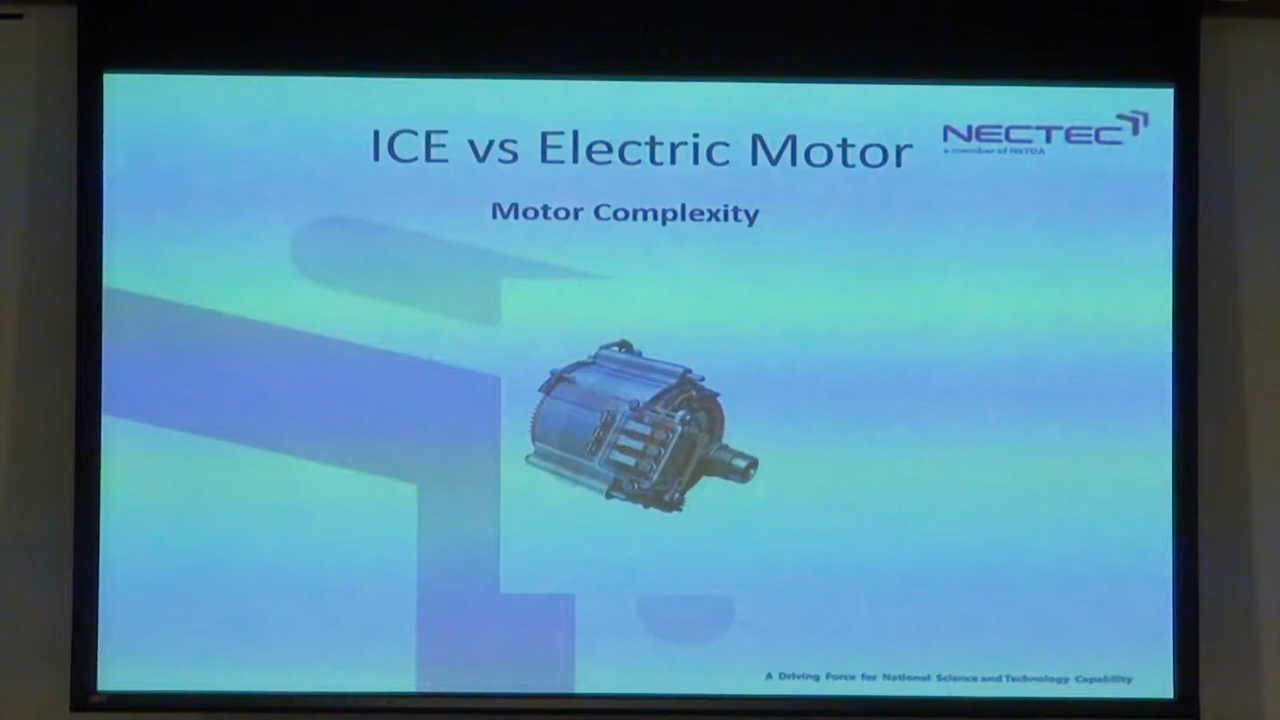 ICE vs Electric Motor
NECTEC
a member of NSTDA
Motor Complexity
A Driving Force for National Science and Technology Capability